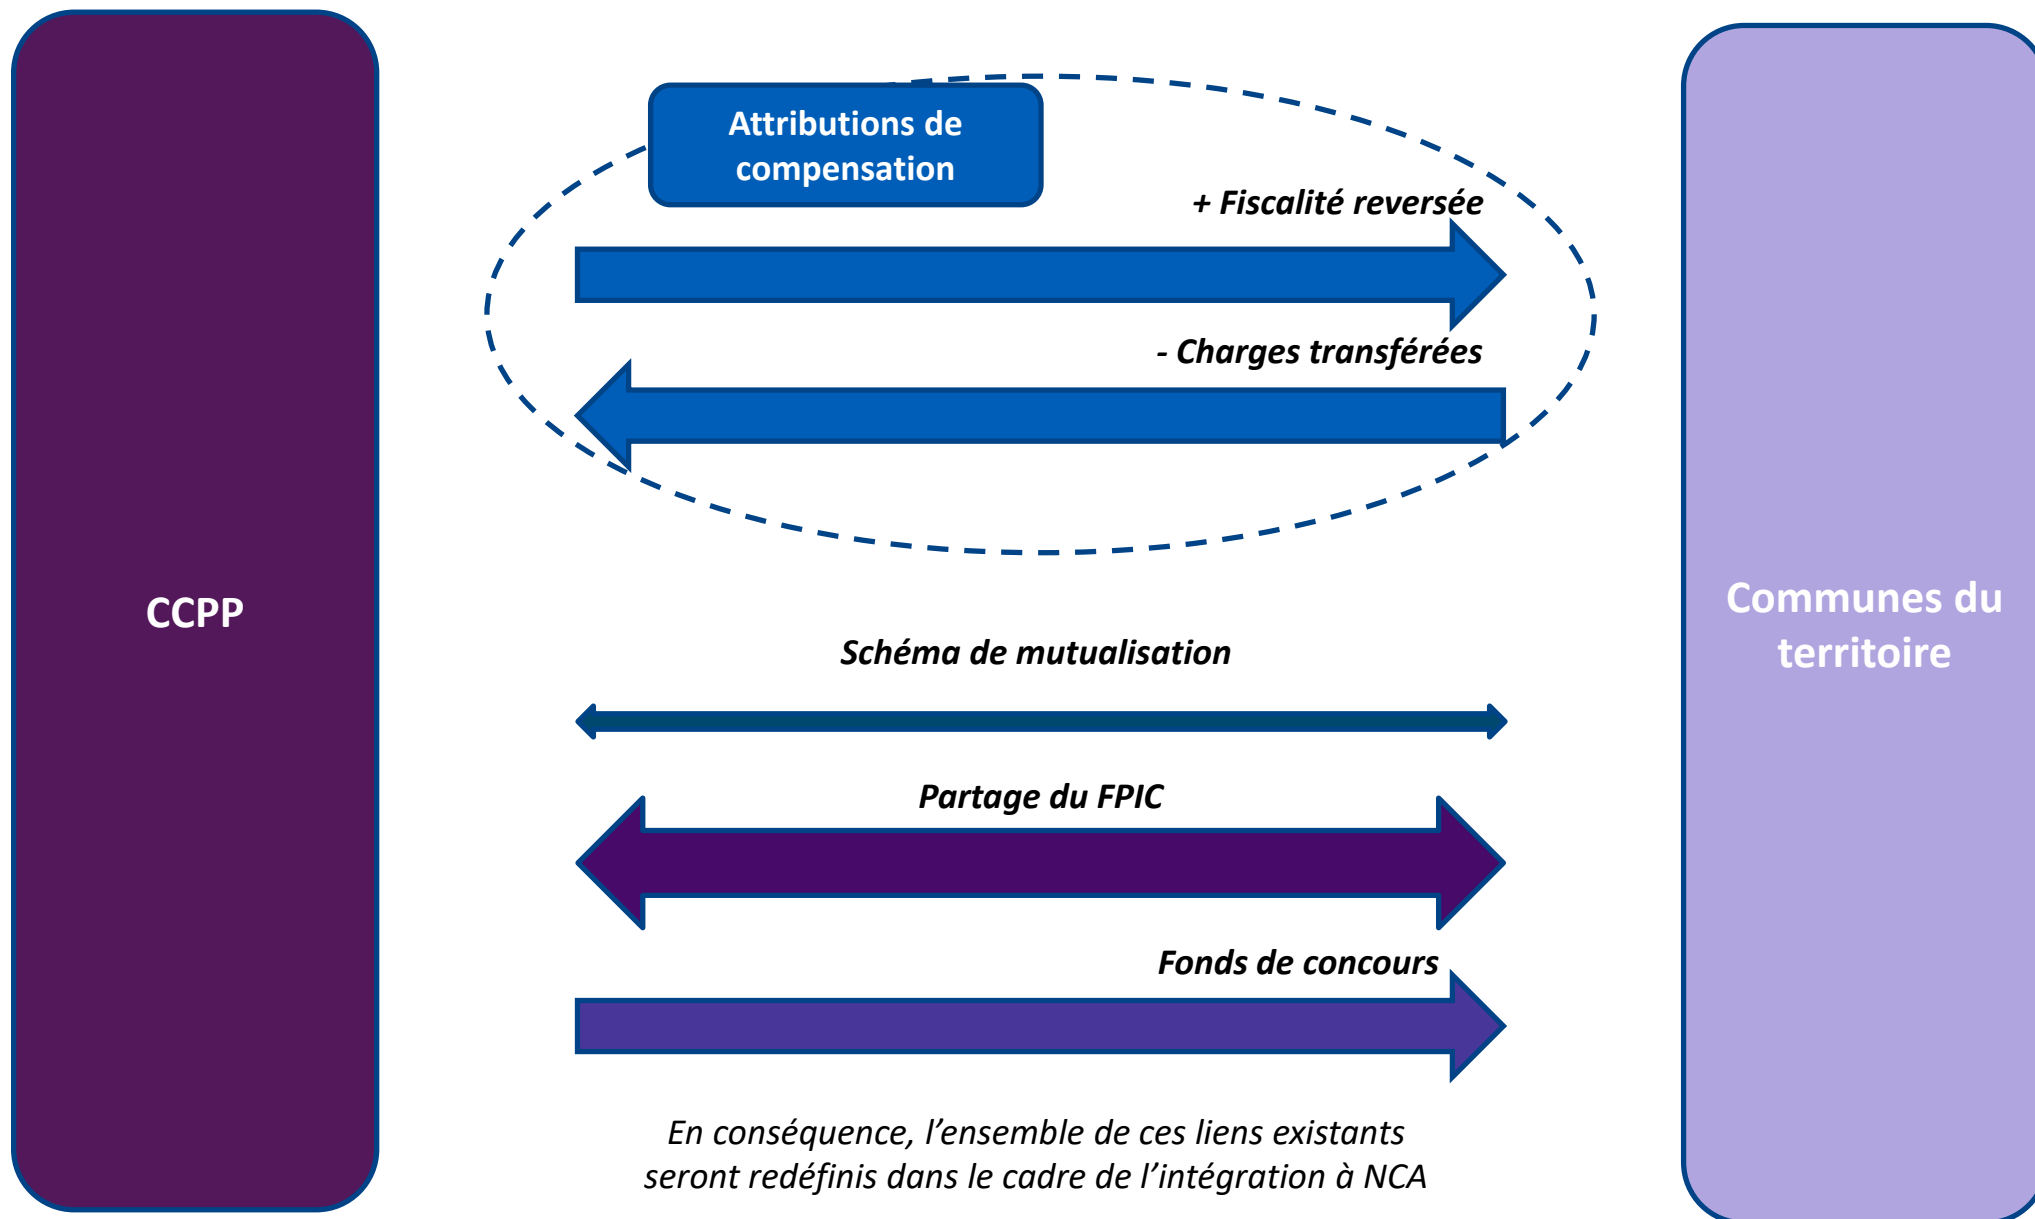 Attributions de
compensation
+ Fiscalité reversée
- Charges transférées
CCPP
Communes du
territoire
Schéma de mutualisation
Partage du FPIC
Fonds de concours
En conséquence, l’ensemble de ces liens existants
seront redéfinis dans le cadre de l’intégration à NCA